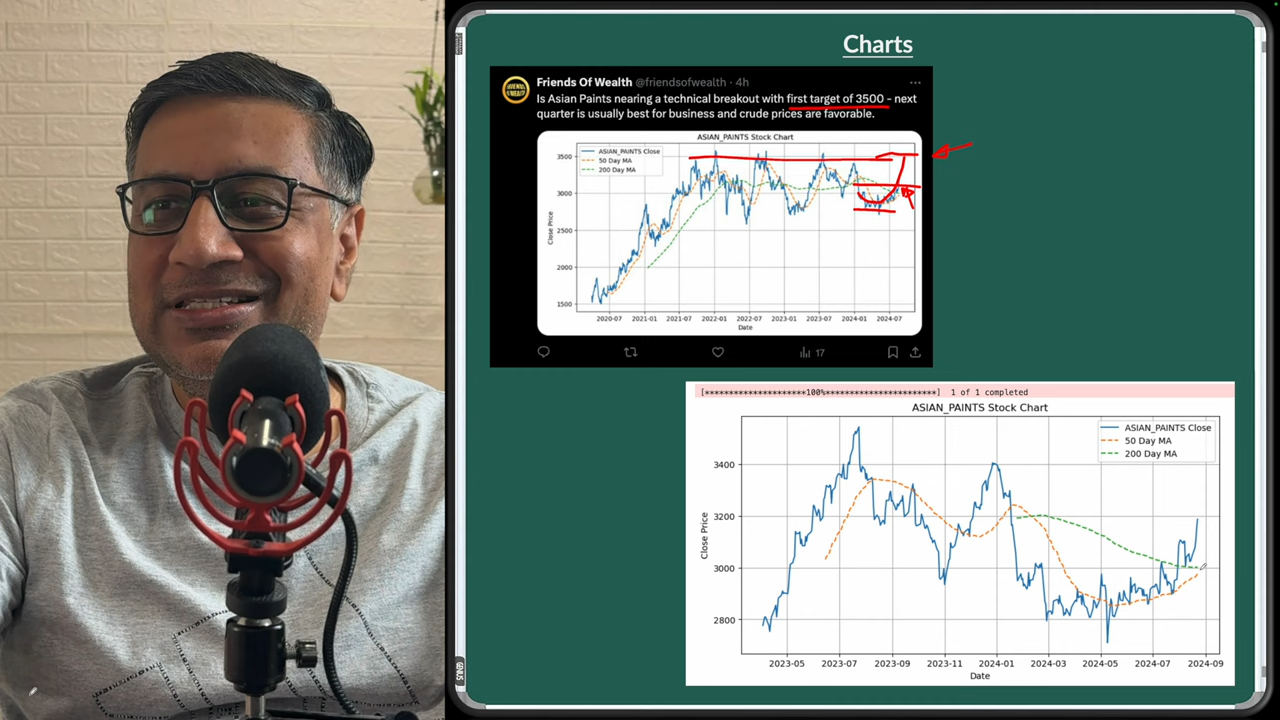 Charts
Friends Of Wealth @friendsofwealth · 4h
Is Asian Paints nearing a technical breakout with first target of 3500 - next
quarter is usually best for business and crude prices are favorable.
ASIAN_PAINTS Stock Chart
ASIAN_PAINTS Close
50 Day MA
200 Day MA
3500
3000
2500
2000
1500
Close Price
2020-07 2021-01 2021-07 2022-01 2022-07 2023-01 2023-07 2024-01 2024-07
Date
17
[*********************100%***********************] 1 of 1 completed
ASIAN_PAINTS Stock Chart
ASIAN_PAINTS Close
50 Day MA
200 Day MA
3400
3200
3000
2800
Close Price
2023-05 2023-07 2023-09 2023-11 2024-01 2024-03 2024-05 2024-07 2024-09
Date